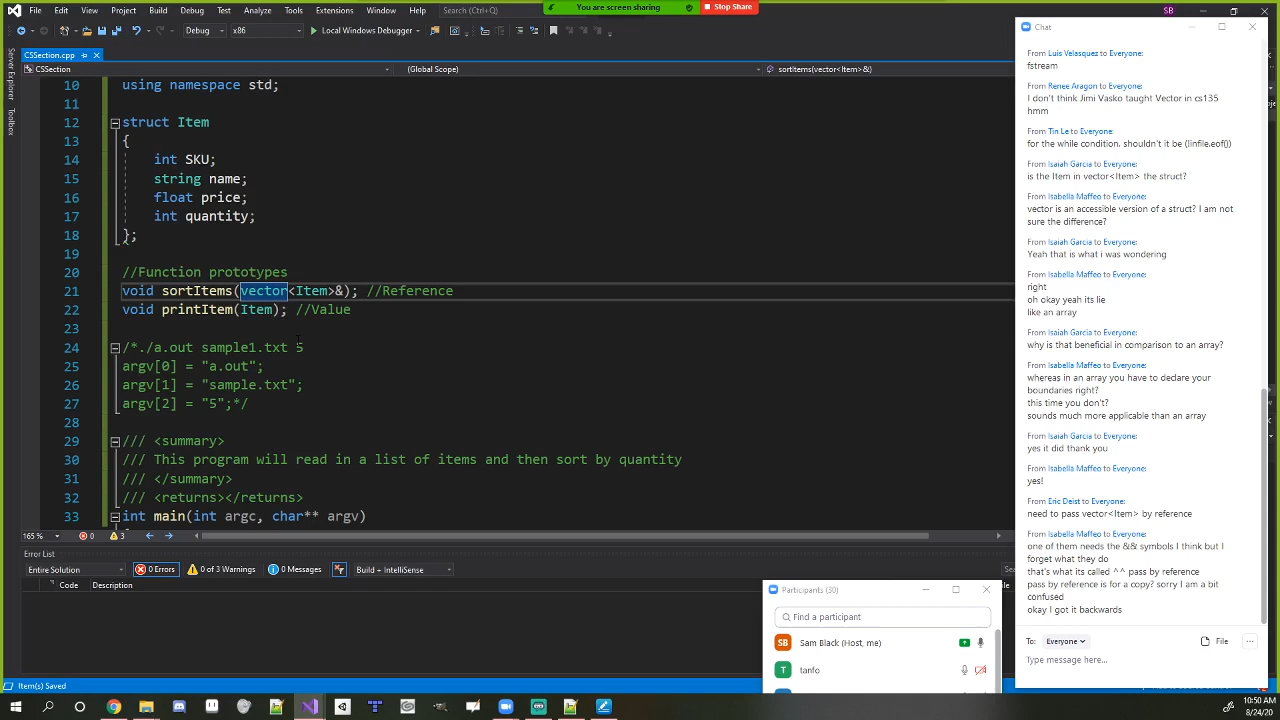 You are screen sharing Stop Share
File Edit View Project Build Debug Test Analyze Tools Extensions Window Help Search (Ctrl+Q) SB
Debug x86 Local Windows Debugger
CSSection.cpp
CSSection (Global Scope) sortItems(vector<Item>&)
Server Explorer
Toolbox
10 using namespace std;
11
12 struct Item
13 {
14 int SKU;
15 string name;
16 float price;
17 int quantity;
18 };
19
20 //Function prototypes
21 void sortItems(vector<Item>&); //Reference
22 void printItem(Item); //Value
23
24 /*./a.out sample1.txt 5
25 argv[0] = "a.out";
26 argv[1] = "sample.txt";
27 argv[2] = "5";*/
28
29 /// <summary>
30 /// This program will read in a list of items and then sort by quantity
31 /// </summary>
32 /// <returns></returns>
33 int main(int argc, char** argv)
165 % 0
Error List
Entire Solution 0 Errors 0 of 3 Warnings 0 Messages Build + IntelliSense
Code Description
Item(s) Saved
Participants (30)
Find a participant
SB Sam Black (Host, me)
T tanfo
Chat
From Luis Velasquez to Everyone:
fstream
From Renee Aragon to Everyone:
I don't think Jimi Vasko taught Vector in cs135
hmm
From Tin Le to Everyone:
for the while condition. shouldn't it be (!infile.eof())
From Isaiah Garcia to Everyone:
is the Item in vector<Item> the struct?
From Isabella Maffeo to Everyone:
vector is an accessible version of a struct? I am not
sure the difference?
From Isaiah Garcia to Everyone:
Yeah that is what i was wondering
From Isabella Maffeo to Everyone:
right
oh okay yeah its lie
like an array
From Isaiah Garcia to Everyone:
why is that beneficial in comparison to an array?
From Isabella Maffeo to Everyone:
whereas in an array you have to declare your
boundaries right?
this time you don't?
sounds much more applicable than an array
From Isaiah Garcia to Everyone:
yes it did thank you
From Isabella Maffeo to Everyone:
yes!
From Eric Deist to Everyone:
need to pass vector<Item> by reference
From Isabella Maffeo to Everyone:
one of them needs the && symbols I think but I
forget what they do
that's what its called ^^ pass by reference
pass by reference is for a copy? sorry I am a bit
confused
okay I got it backwards
To: Everyone File
Type message here...
10:50 AM
8/24/20